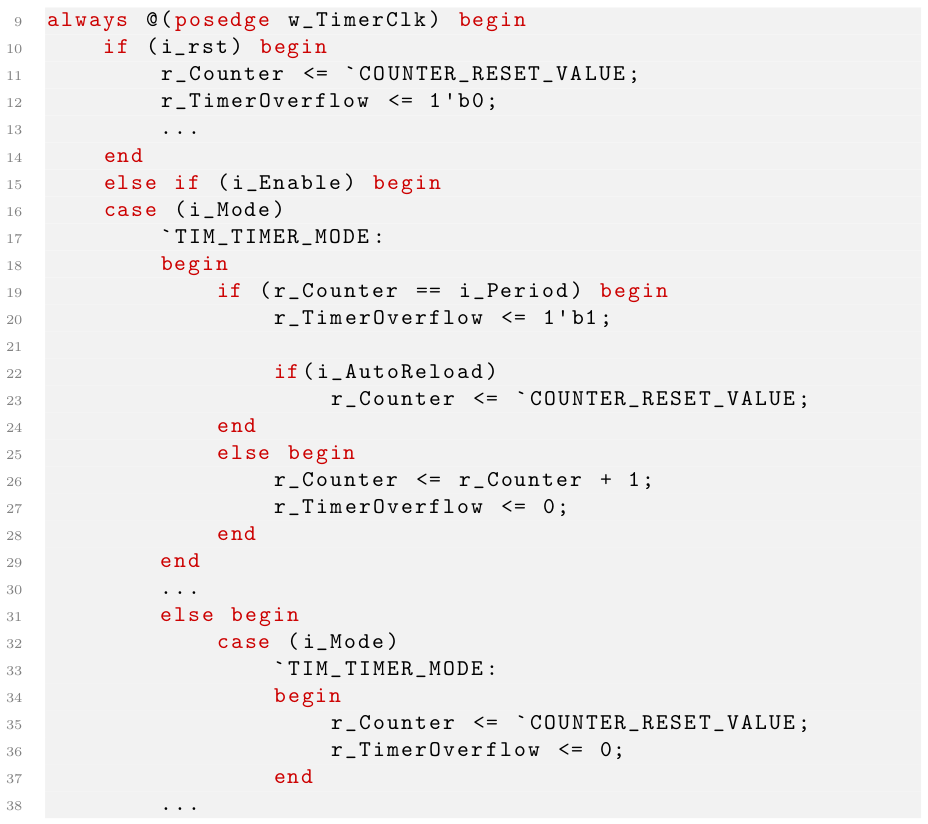 9 always @(posedge w_TimerClk) begin
10     if (i_rst) begin
11         r_Counter <= `COUNTER_RESET_VALUE;
12         r_TimerOverflow <= 1'b0;
13         ...
14     end
15     else if (i_Enable) begin
16     case (i_Mode)
17         `TIM_TIMER_MODE:
18         begin
19             if (r_Counter == i_Period) begin
20                 r_TimerOverflow <= 1'b1;
21
22                 if(i_AutoReload)
23                     r_Counter <= `COUNTER_RESET_VALUE;
24             end
25             else begin
26                 r_Counter <= r_Counter + 1;
27                 r_TimerOverflow <= 0;
28             end
29         end
30         ...
31         else begin
32             case (i_Mode)
33                 `TIM_TIMER_MODE:
34                 begin
35                     r_Counter <= `COUNTER_RESET_VALUE;
36                     r_TimerOverflow <= 0;
37                 end
38         ...